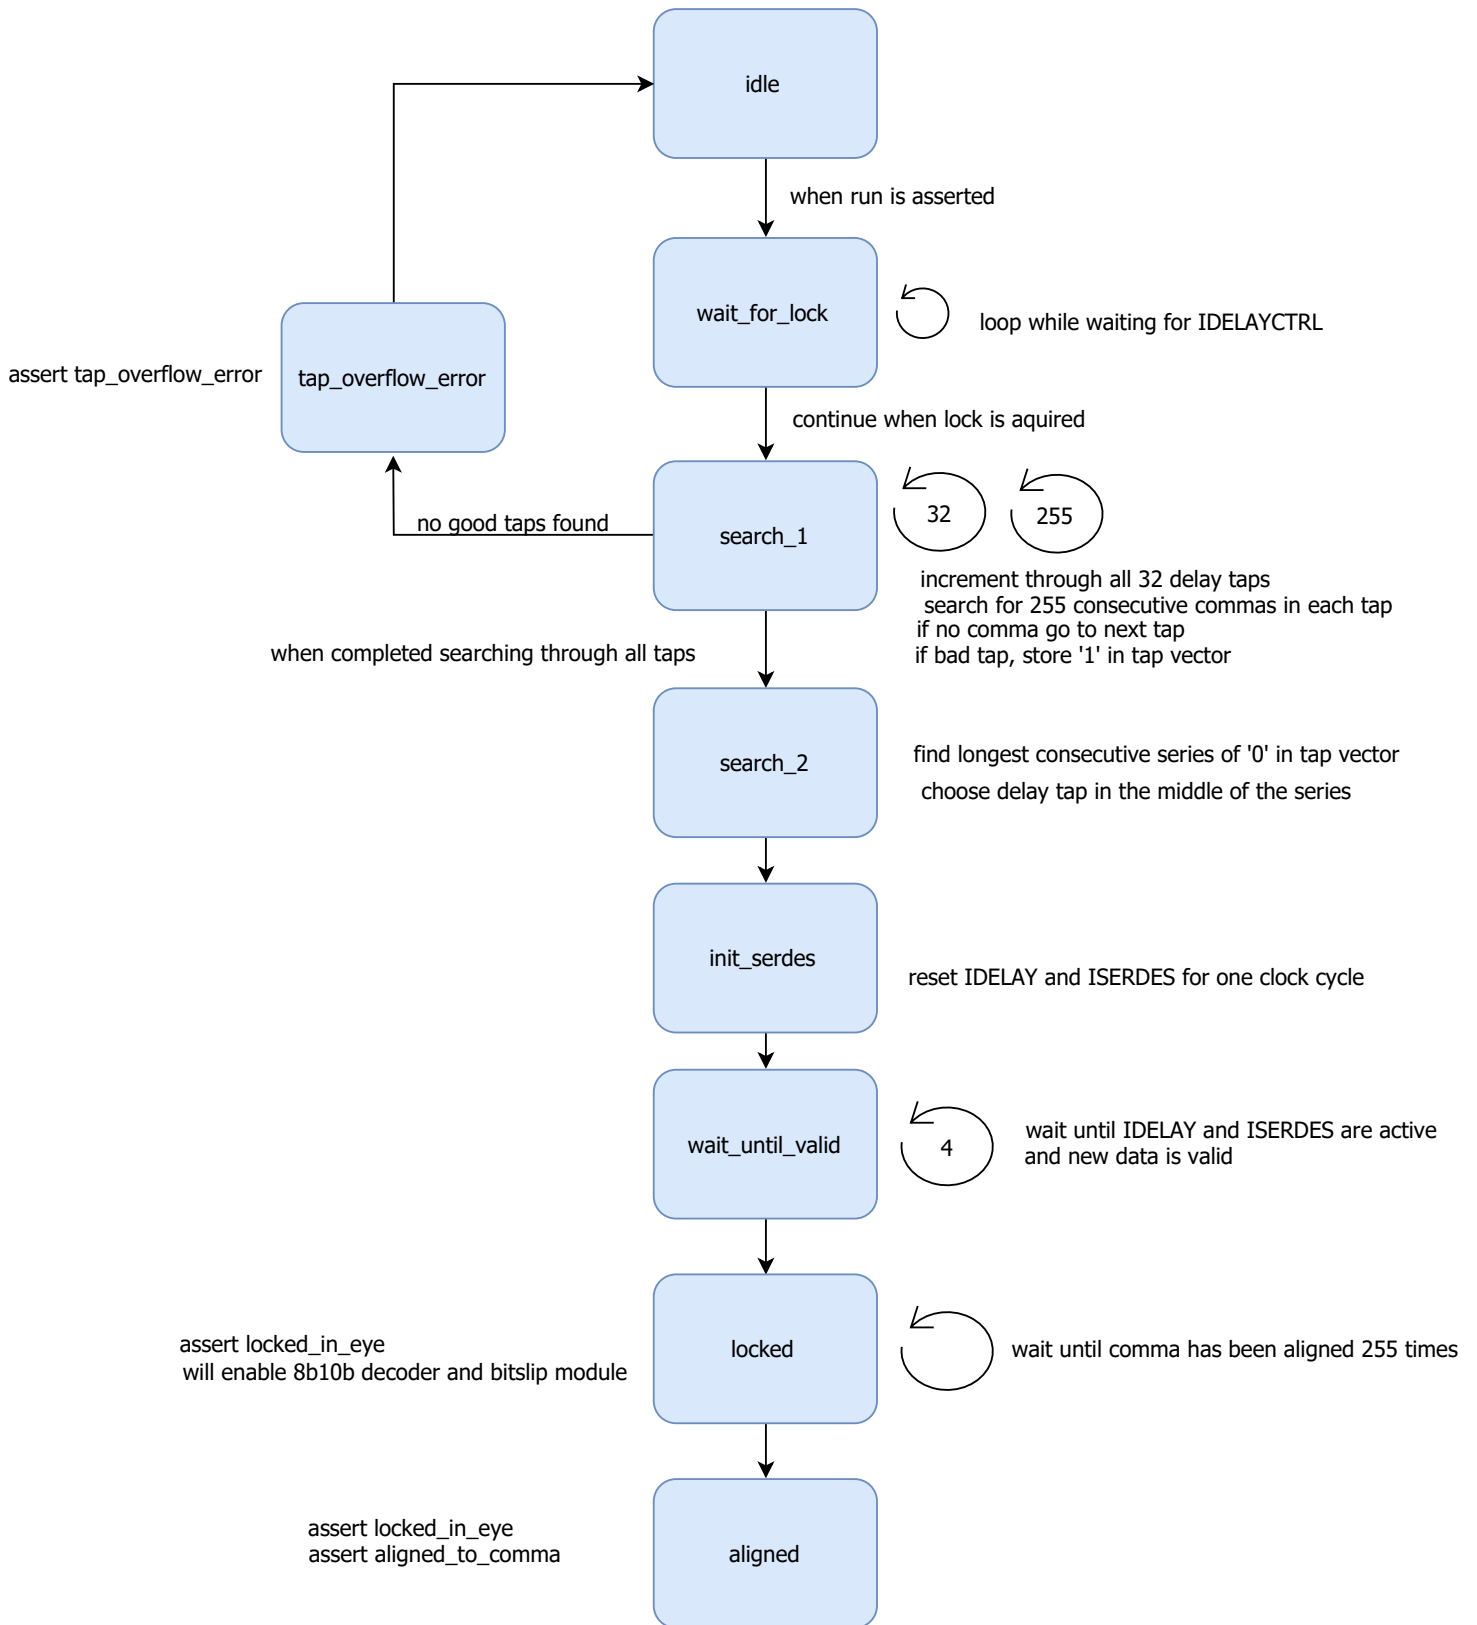 idle
when run is asserted
wait_for_lock
loop while waiting for IDELAYCTRL
assert tap_overflow_error
tap_overflow_error
continue when lock is aquired
no good taps found
search_1
32
255
increment through all 32 delay taps
search for 255 consecutive commas in each tap
if no comma go to next tap
if bad tap, store '1' in tap vector
when completed searching through all taps
search_2
find longest consecutive series of '0' in tap vector
choose delay tap in the middle of the series
init_serdes
reset IDELAY and ISERDES for one clock cycle
wait_until_valid
4
wait until IDELAY and ISERDES are active
and new data is valid
assert locked_in_eye
will enable 8b10b decoder and bitslip module
locked
wait until comma has been aligned 255 times
assert locked_in_eye
assert aligned_to_comma
aligned